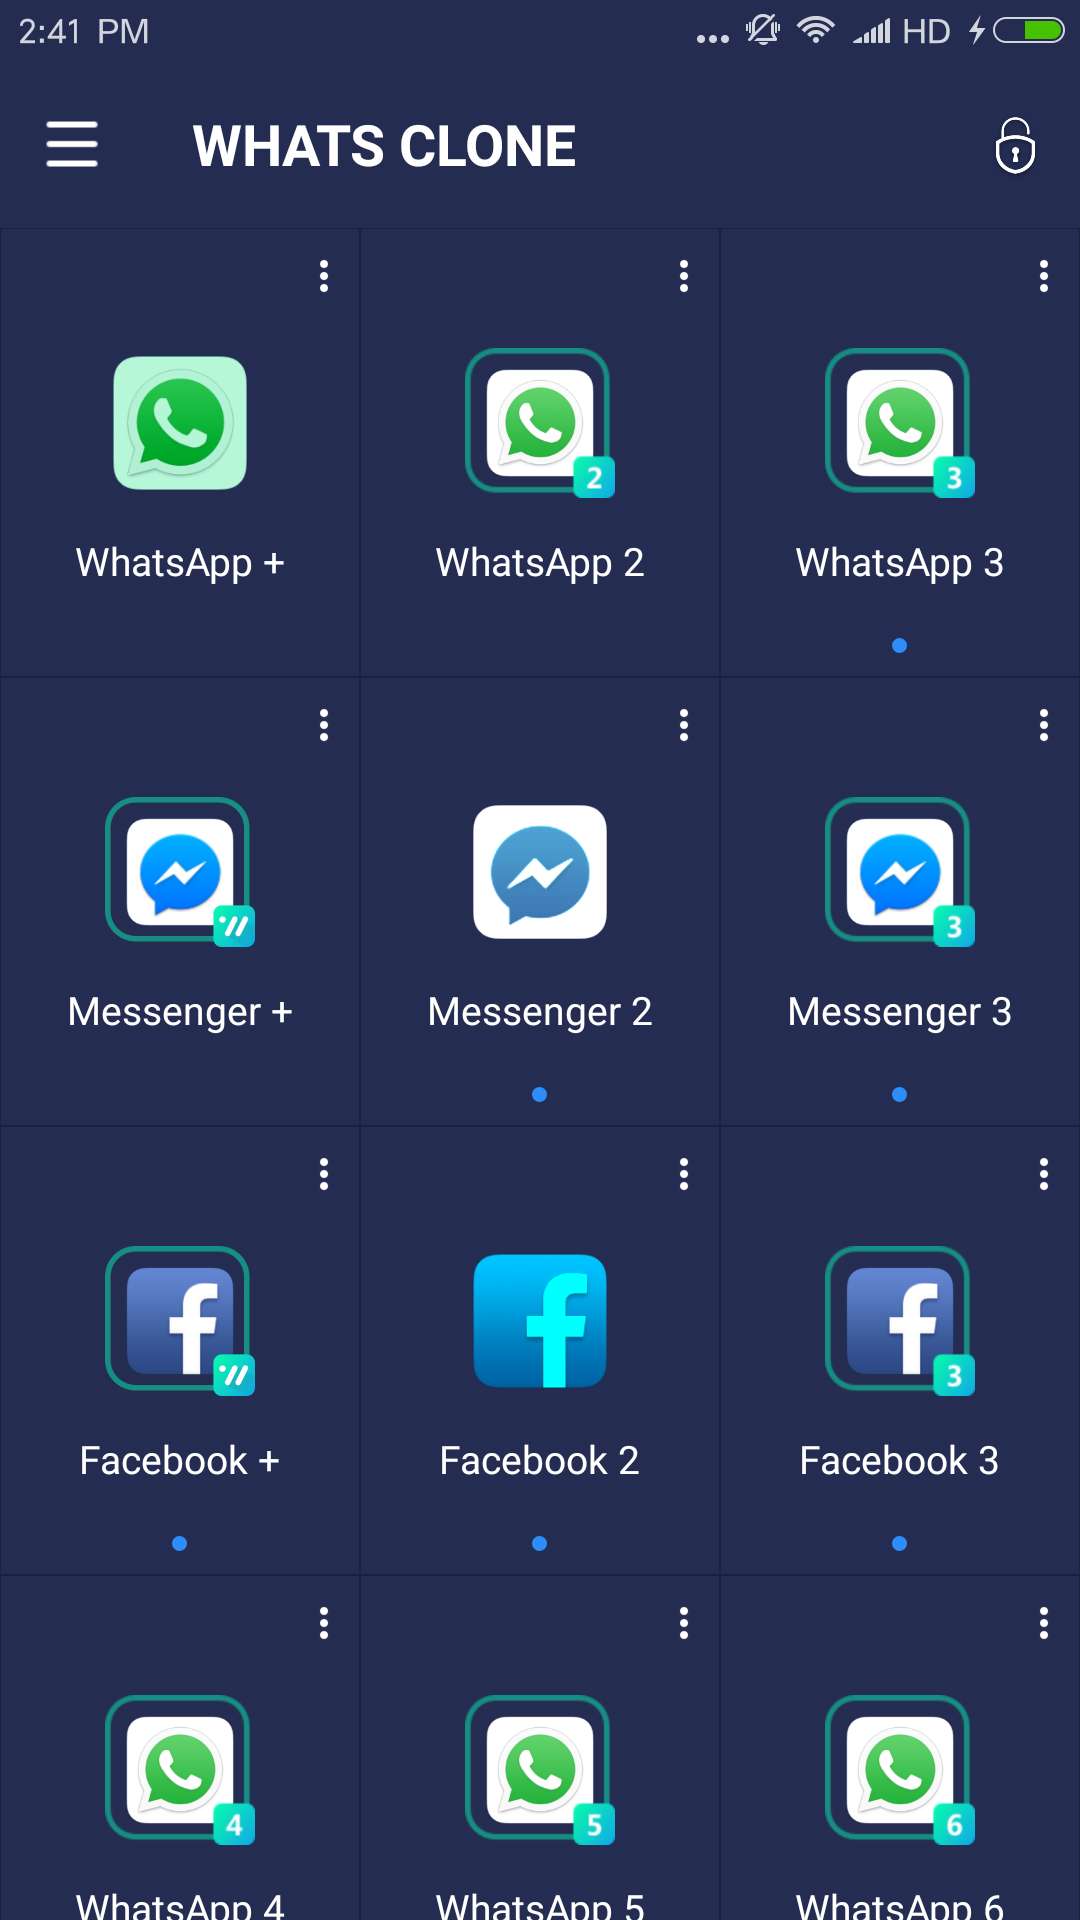 2:41 PM
HD
WHATS CLONE
2
3
WhatsApp +
WhatsApp 2
WhatsApp 3
3
Messenger +
Messenger 2
Messenger 3
3
Facebook +
Facebook 2
Facebook 3
4
5
6
WhatsApp 4
WhatsApp 5
WhatsApp 6